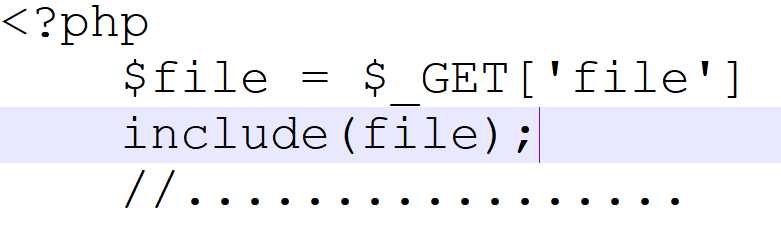 <?php
$file = $_GET['file']
include(file);
//.................